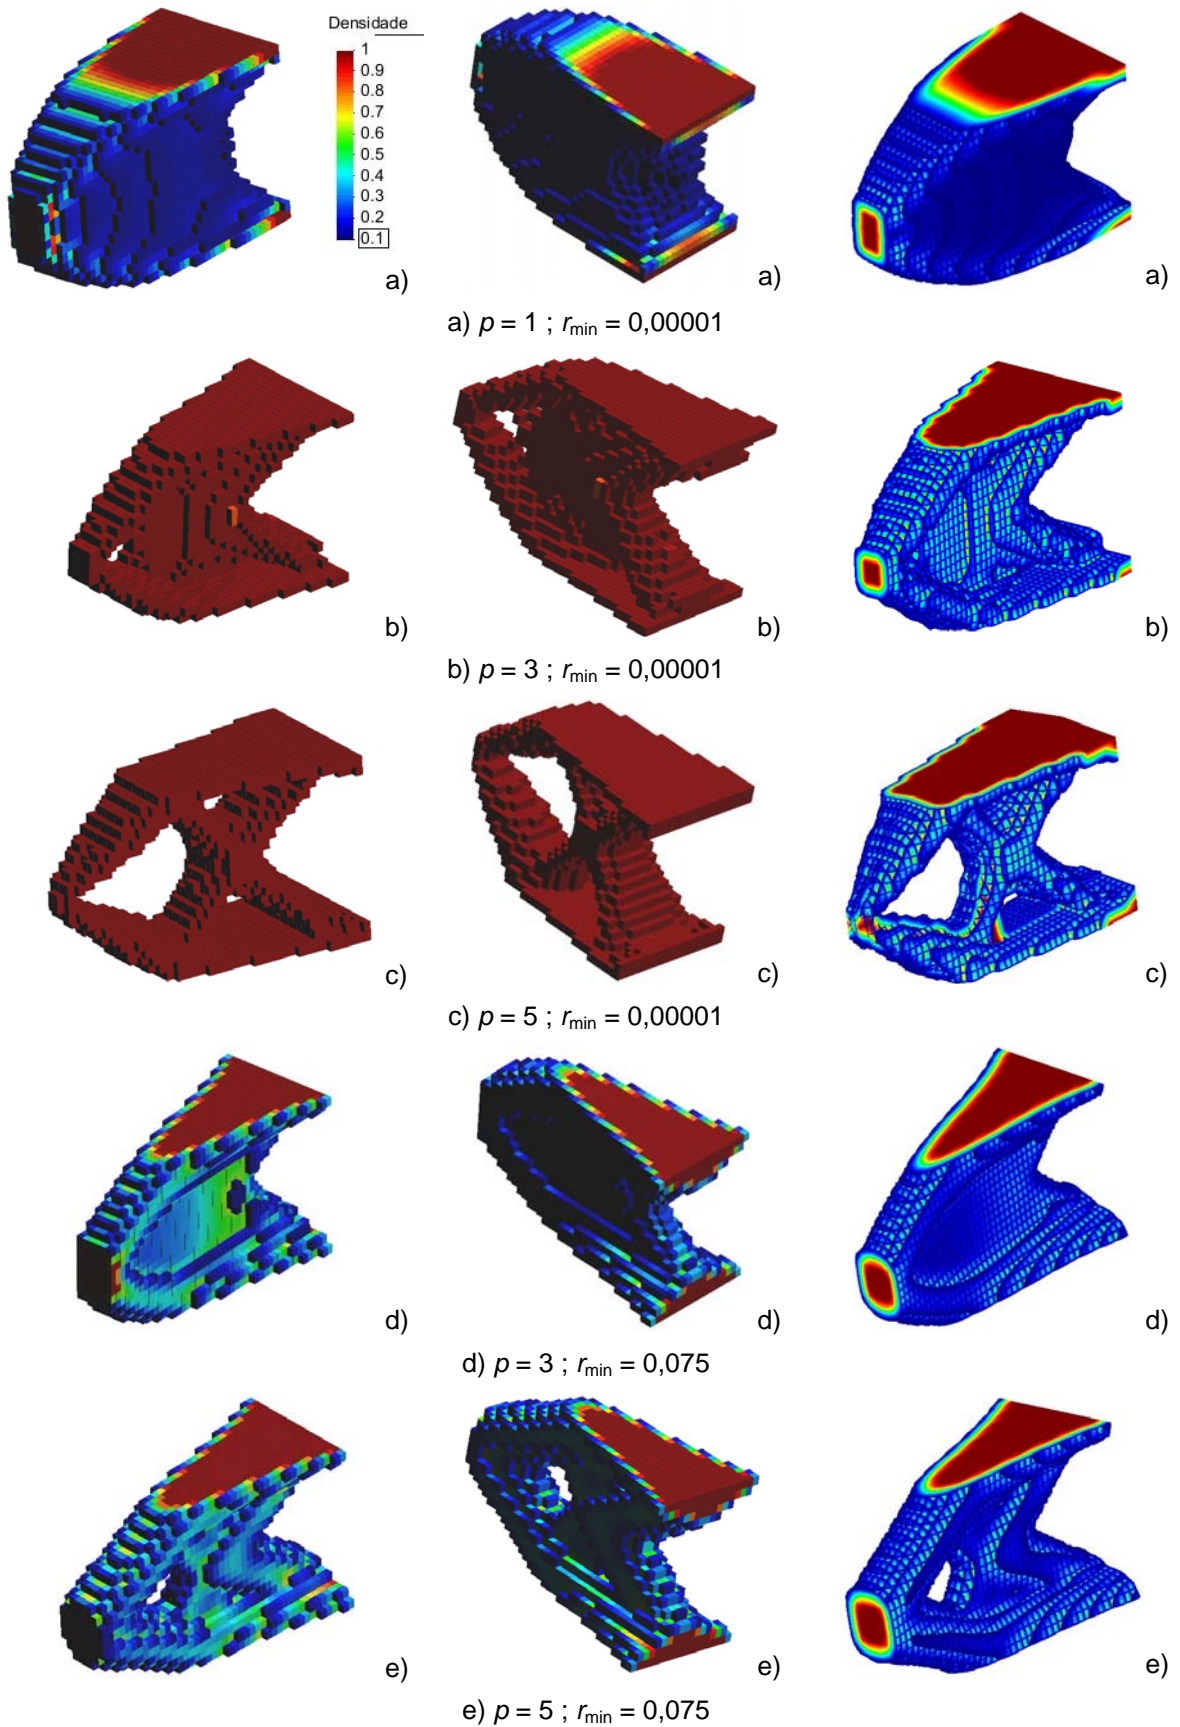 Densidade
1
0.9
0.8
0.7
0.6
0.5
0.4
0.3
0.2
0.1
a) a) a)
a) p = 1 ; rmin = 0,00001
b) b) b)
b) p = 3 ; rmin = 0,00001
c) c) c)
c) p = 5 ; rmin = 0,00001
d) d) d)
d) p = 3 ; rmin = 0,075
e) e) e)
e) p = 5 ; rmin = 0,075